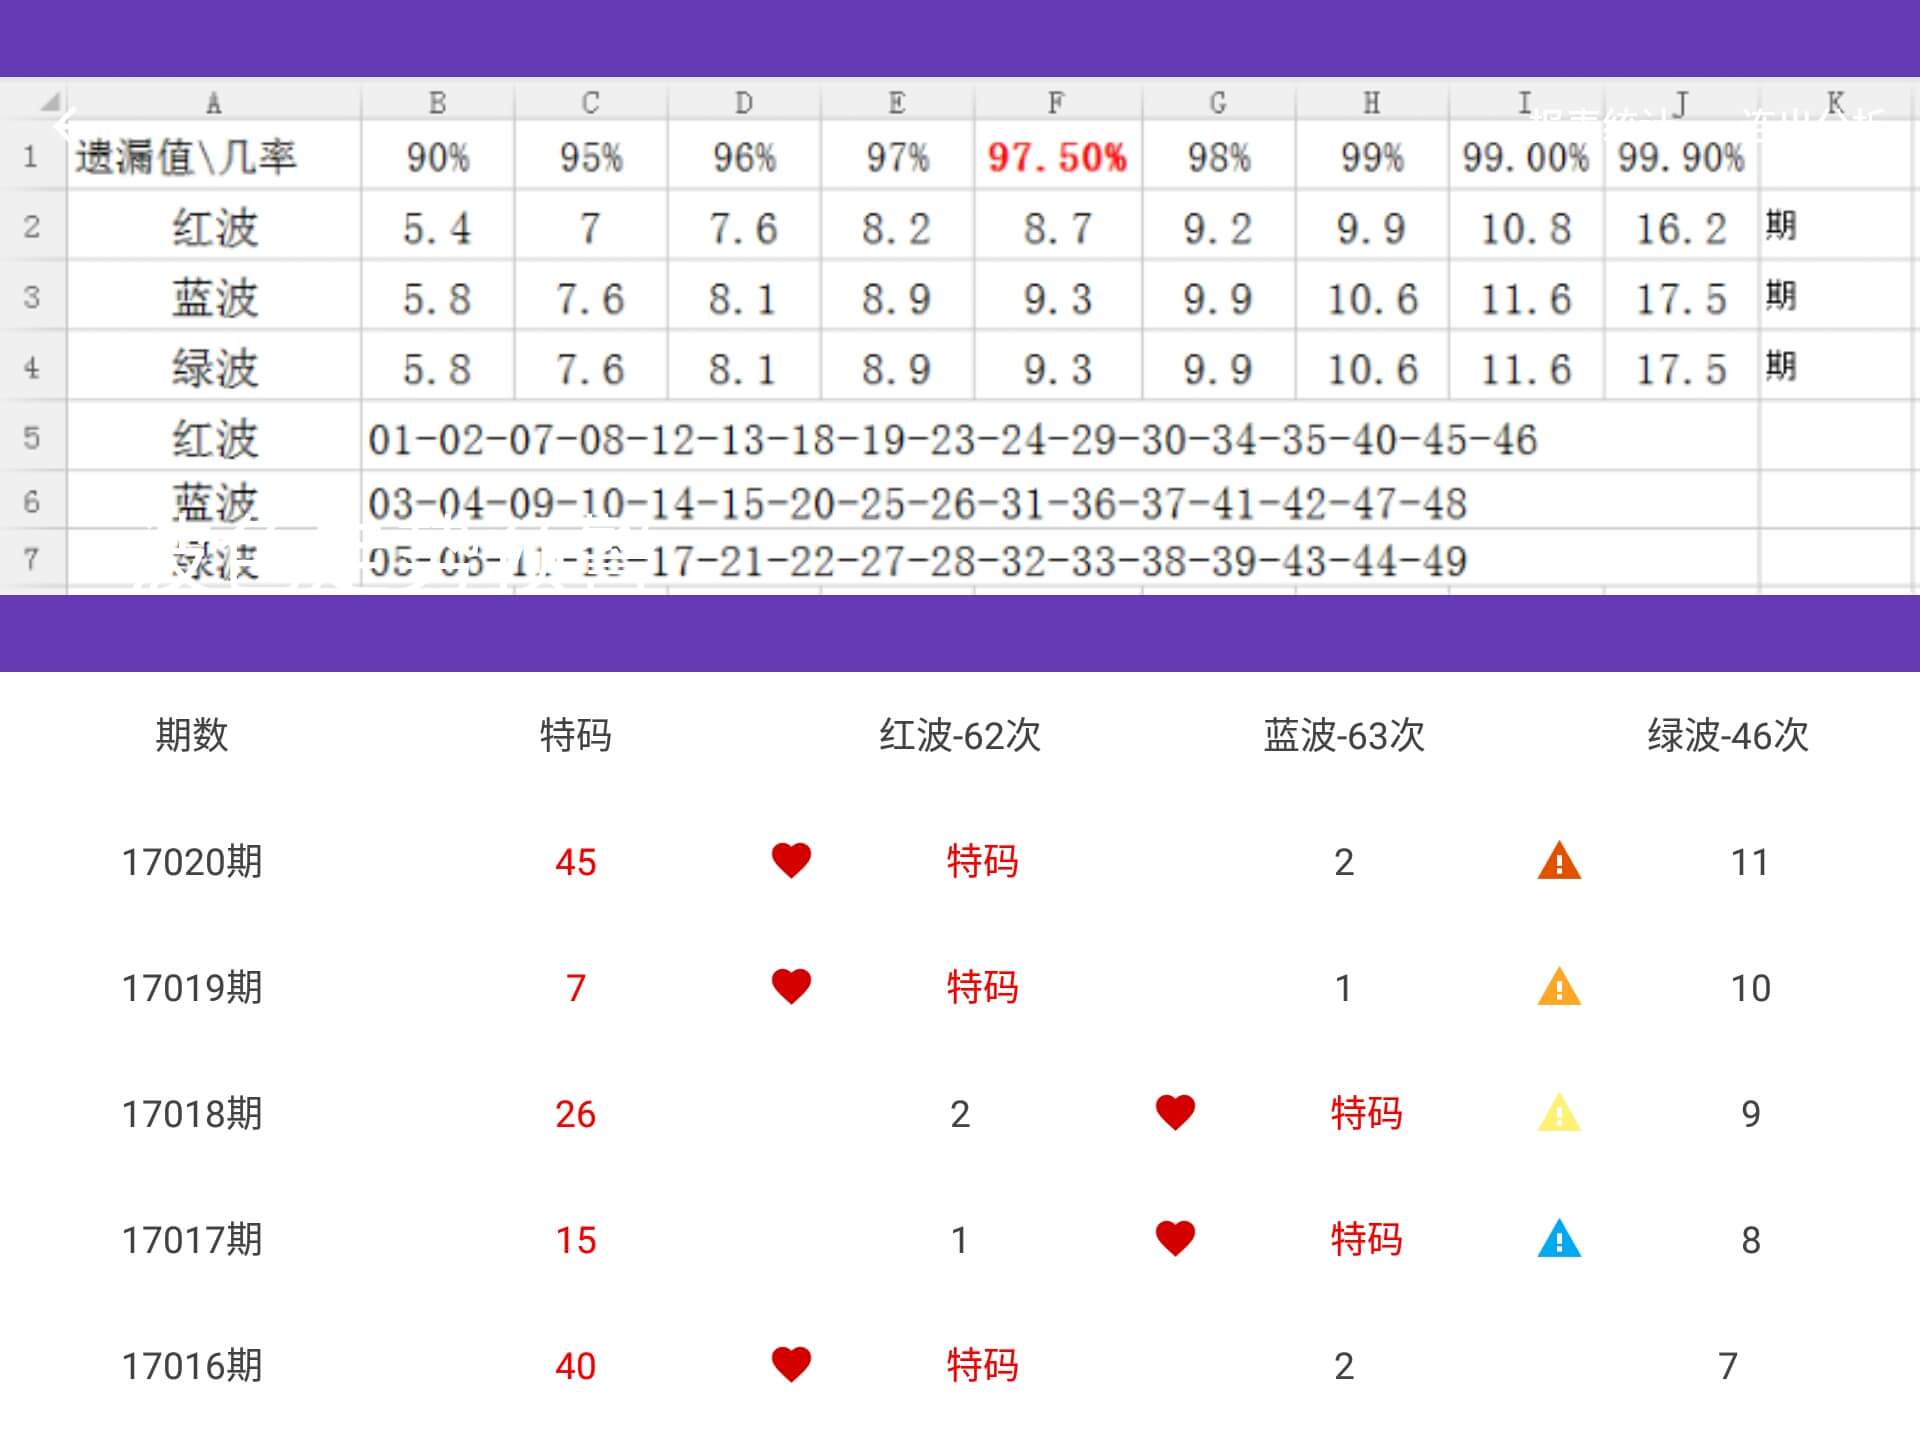 A B C D E F G H I J K
1 遗漏值\几率 90% 95% 96% 97% 97.50% 98% 99% 99.00% 99.90%
2 红波 5.4 7 7.6 8.2 8.7 9.2 9.9 10.8 16.2 期
3 蓝波 5.8 7.6 8.1 8.9 9.3 9.9 10.6 11.6 17.5 期
4 绿波 5.8 7.6 8.1 8.9 9.3 9.9 10.6 11.6 17.5 期
5 红波 01-02-07-08-12-13-18-19-23-24-29-30-34-35-40-45-46
6 蓝波 03-04-09-10-14-15-20-25-26-31-36-37-41-42-47-48
7 绿波 05-06-11-16-17-21-22-27-28-32-33-38-39-43-44-49
期数 特码 红波-62次 蓝波-63次 绿波-46次
17020期 45 特码 2 11
17019期 7 特码 1 10
17018期 26 2 特码 9
17017期 15 1 特码 8
17016期 40 特码 2 7